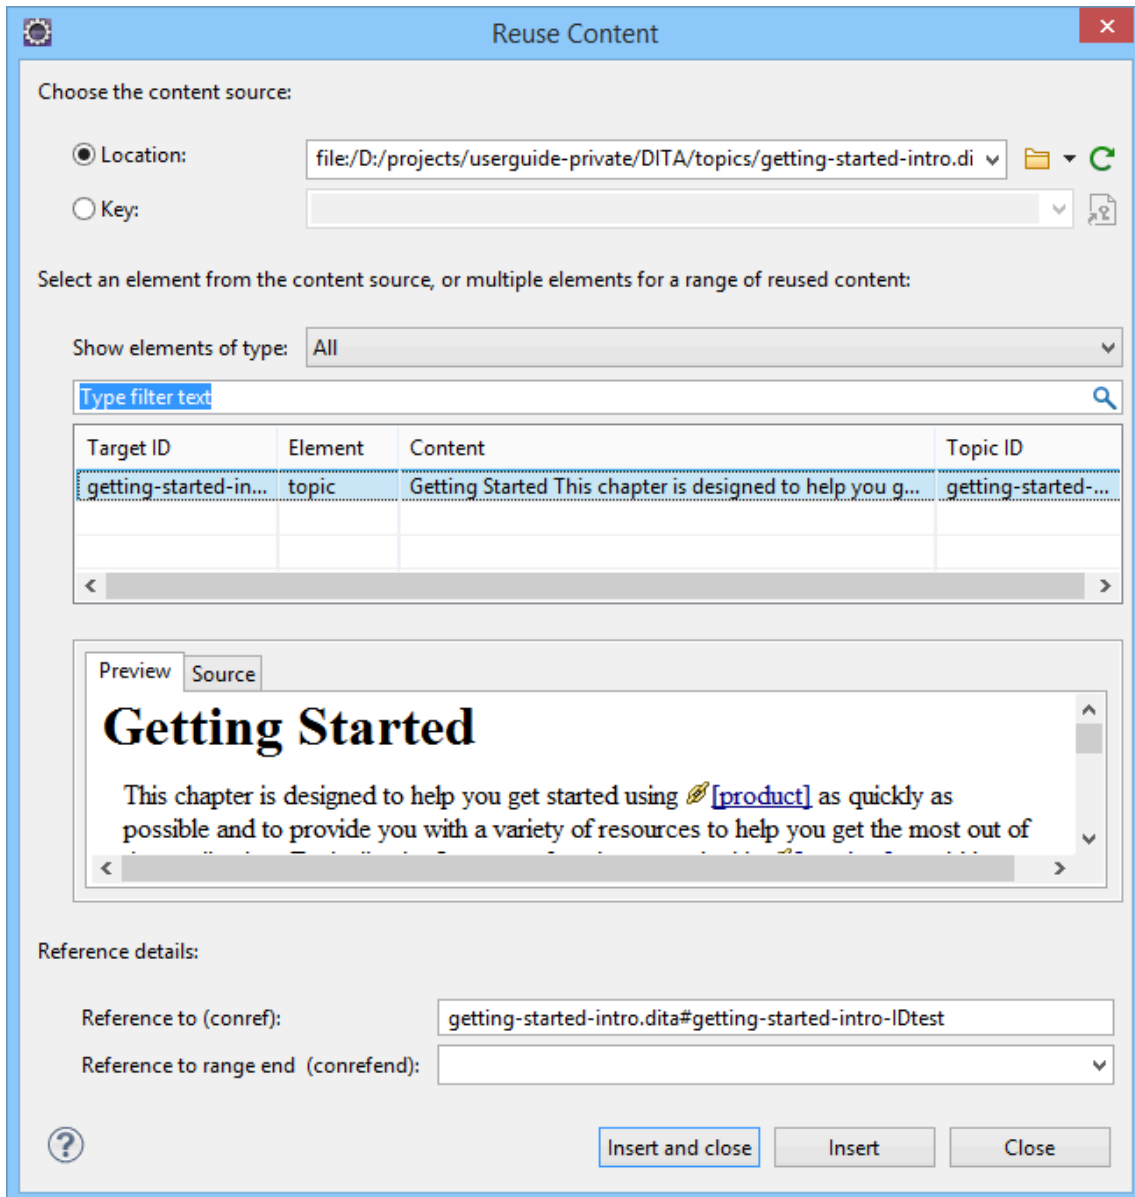 Reuse Content
Choose the content source:
Location: file:/D:/projects/userguide-private/DITA/topics/getting-started-intro.di
Key:
Select an element from the content source, or multiple elements for a range of reused content:
Show elements of type: All
Type filter text
Target ID Element Content Topic ID
getting-started-in... topic Getting Started This chapter is designed to help you g... getting-started-...
Preview Source
Getting Started
This chapter is designed to help you get started using [product] as quickly as
possible and to provide you with a variety of resources to help you get the most out of
Reference details:
Reference to (conref): getting-started-intro.dita#getting-started-intro-IDtest
Reference to range end (conrefend):
Insert and close Insert Close